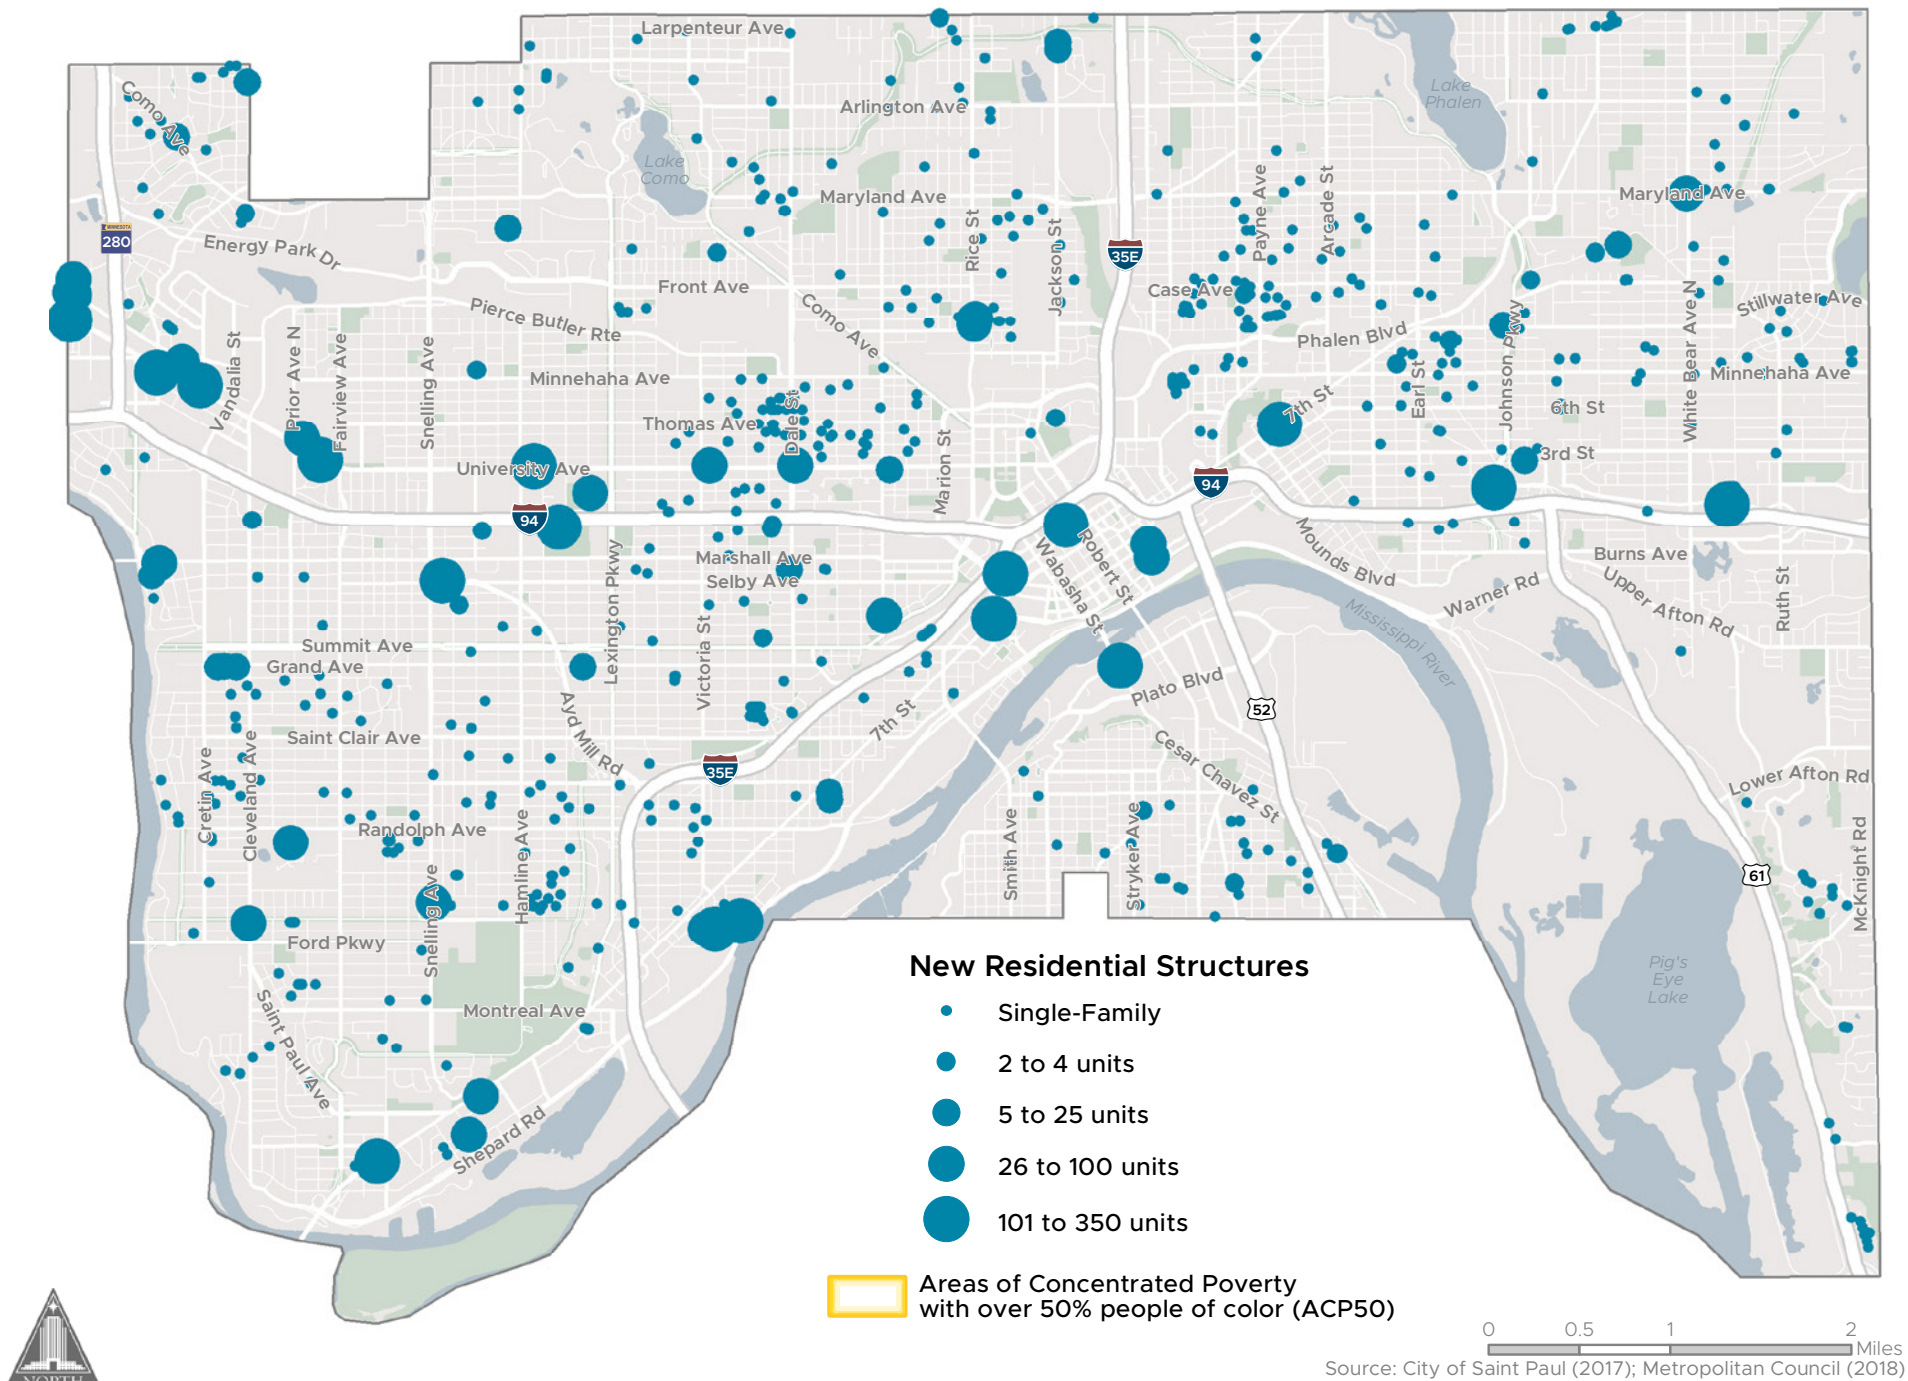 Larpenteur Ave
Como Ave
Arlington Ave
Lake
Phalen
Lake
Como
Maryland Ave
Maryland Ave
Payne Ave
Arcade St
Rice St
Jackson St
MINNESOTA
280
Energy Park Dr
35E
Front Ave
Case Ave
Stillwater Ave
Pierce Butler Rte
Como Ave
Phalen Blvd
Vandalia St
Prior Ave N
Fairview Ave
Snelling Ave
Minnehaha Ave
Earl St
Johnson Pkwy
White Bear Ave N
Minnehaha Ave
Thomas Ave
Dale St
7th St
6th St
Marion St
University Ave
3rd St
94
94
Lexington Pkwy
Marshall Ave
Selby Ave
Wabasha St
Robert St
Mounds Blvd
Burns Ave
Upper Afton Rd
Ruth St
Warner Rd
Mississippi River
Summit Ave
Grand Ave
Victoria St
Plato Blvd
Ayd Mill Rd
7th St
52
Saint Clair Ave
Cretin Ave
Cleveland Ave
35E
Cesar Chavez St
Lower Afton Rd
Randolph Ave
Hamline Ave
Smith Ave
Stryker Ave
McKnight Rd
61
Snelling Ave
Ford Pkwy
Pig's
Eye
Lake
Saint Paul Ave
Montreal Ave
Shepard Rd
New Residential Structures
Single-Family
2 to 4 units
5 to 25 units
26 to 100 units
101 to 350 units
Areas of Concentrated Poverty
with over 50% people of color (ACP50)
0 0.5 1 2
Miles
Source: City of Saint Paul (2017); Metropolitan Council (2018)
NORTH